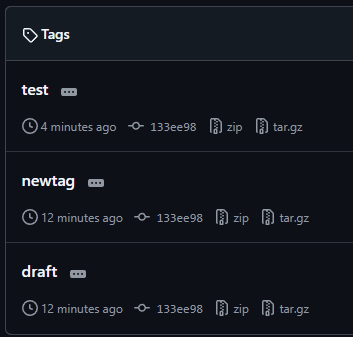 Tags
test
4 minutes ago 133ee98 zip tar.gz
newtag
12 minutes ago 133ee98 zip tar.gz
draft
12 minutes ago 133ee98 zip tar.gz